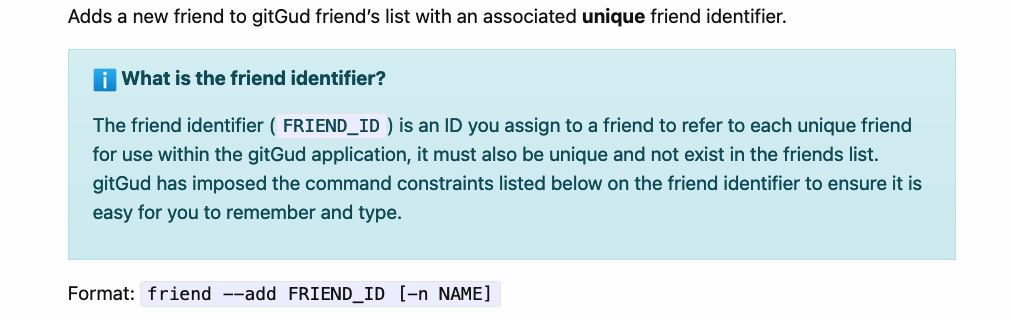 Adds a new friend to gitGud friend’s list with an associated unique friend identifier.
What is the friend identifier?
The friend identifier ( FRIEND_ID ) is an ID you assign to a friend to refer to each unique friend
for use within the gitGud application, it must also be unique and not exist in the friends list.
gitGud has imposed the command constraints listed below on the friend identifier to ensure it is
easy for you to remember and type.
Format: friend --add FRIEND_ID [-n NAME]